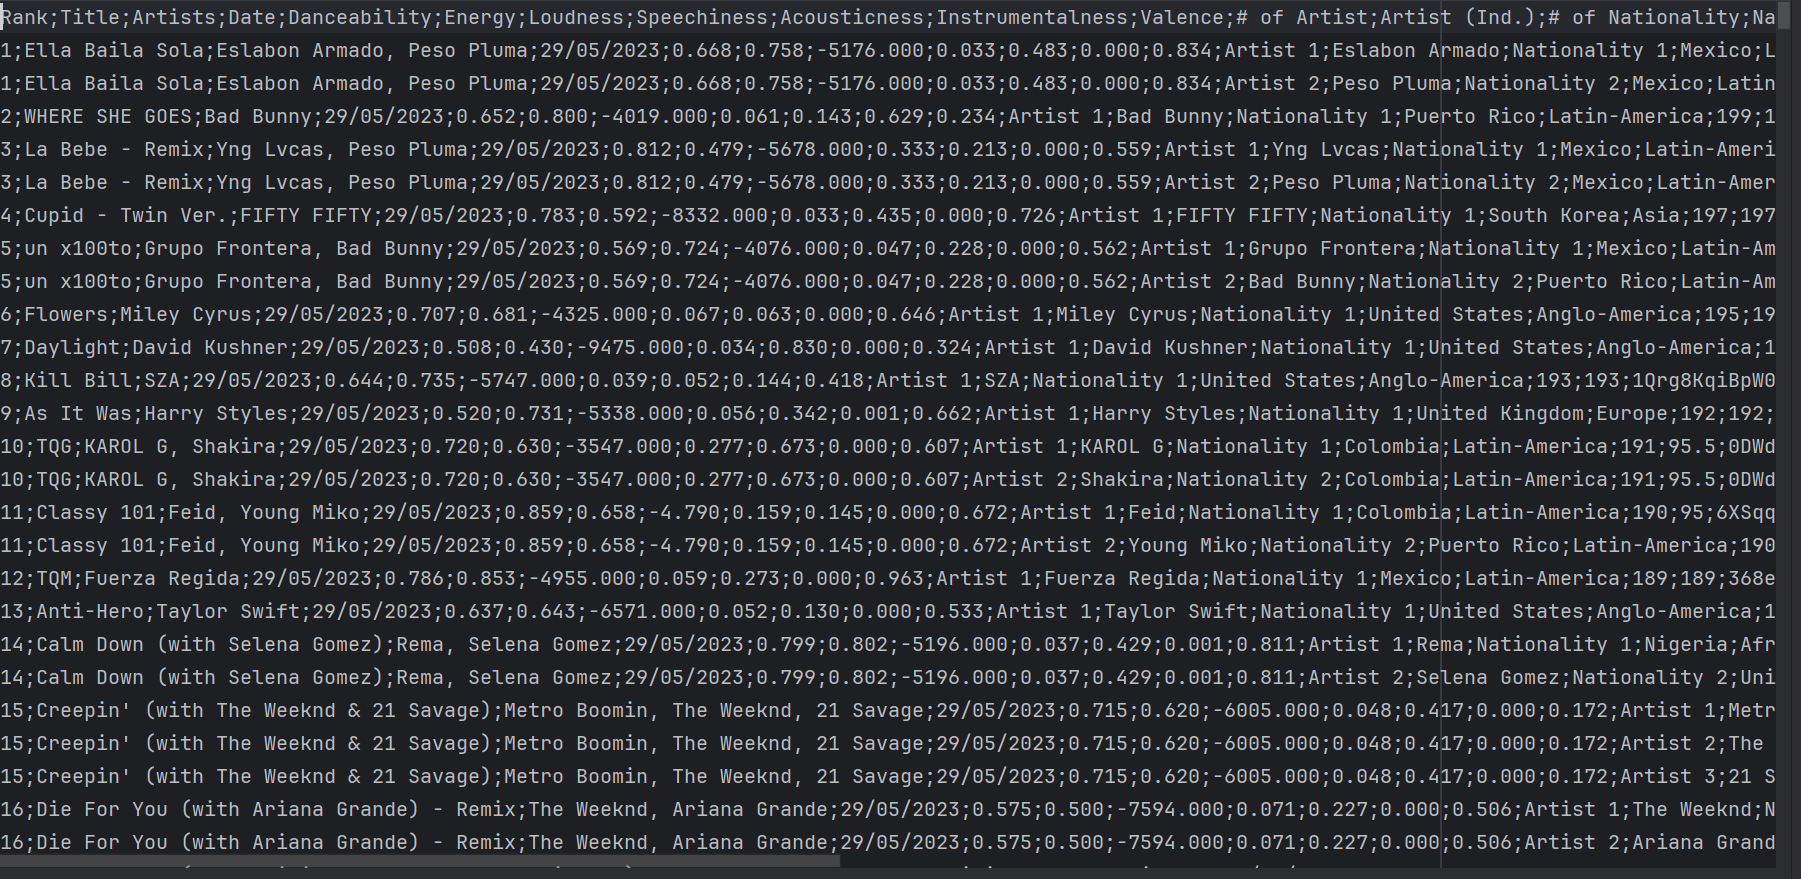 Rank;Title;Artists;Date;Danceability;Energy;Loudness;Speechiness;Acousticness;Instrumentalness;Valence;# of Artist;Artist (Ind.);# of Nationality;Na
1;Ella Baila Sola;Eslabon Armado, Peso Pluma;29/05/2023;0.668;0.758;-5176.000;0.033;0.483;0.000;0.834;Artist 1;Eslabon Armado;Nationality 1;Mexico;L
1;Ella Baila Sola;Eslabon Armado, Peso Pluma;29/05/2023;0.668;0.758;-5176.000;0.033;0.483;0.000;0.834;Artist 2;Peso Pluma;Nationality 2;Mexico;Latin
2;WHERE SHE GOES;Bad Bunny;29/05/2023;0.652;0.800;-4019.000;0.061;0.143;0.629;0.234;Artist 1;Bad Bunny;Nationality 1;Puerto Rico;Latin-America;199;1
3;La Bebe - Remix;Yng Lvcas, Peso Pluma;29/05/2023;0.812;0.479;-5678.000;0.333;0.213;0.000;0.559;Artist 1;Yng Lvcas;Nationality 1;Mexico;Latin-Ameri
3;La Bebe - Remix;Yng Lvcas, Peso Pluma;29/05/2023;0.812;0.479;-5678.000;0.333;0.213;0.000;0.559;Artist 2;Peso Pluma;Nationality 2;Mexico;Latin-Amer
4;Cupid - Twin Ver.;FIFTY FIFTY;29/05/2023;0.783;0.592;-8332.000;0.033;0.435;0.000;0.726;Artist 1;FIFTY FIFTY;Nationality 1;South Korea;Asia;197;197
5;un x100to;Grupo Frontera, Bad Bunny;29/05/2023;0.569;0.724;-4076.000;0.047;0.228;0.000;0.562;Artist 1;Grupo Frontera;Nationality 1;Mexico;Latin-Am
5;un x100to;Grupo Frontera, Bad Bunny;29/05/2023;0.569;0.724;-4076.000;0.047;0.228;0.000;0.562;Artist 2;Bad Bunny;Nationality 2;Puerto Rico;Latin-Am
6;Flowers;Miley Cyrus;29/05/2023;0.707;0.681;-4325.000;0.067;0.063;0.000;0.646;Artist 1;Miley Cyrus;Nationality 1;United States;Anglo-America;195;19
7;Daylight;David Kushner;29/05/2023;0.508;0.430;-9475.000;0.034;0.830;0.000;0.324;Artist 1;David Kushner;Nationality 1;United States;Anglo-America;1
8;Kill Bill;SZA;29/05/2023;0.644;0.735;-5747.000;0.039;0.052;0.144;0.418;Artist 1;SZA;Nationality 1;United States;Anglo-America;193;193;1Qrg8KqiBpW0
9;As It Was;Harry Styles;29/05/2023;0.520;0.731;-5338.000;0.056;0.342;0.001;0.662;Artist 1;Harry Styles;Nationality 1;United Kingdom;Europe;192;192;
10;TQG;KAROL G, Shakira;29/05/2023;0.720;0.630;-3547.000;0.277;0.673;0.000;0.607;Artist 1;KAROL G;Nationality 1;Colombia;Latin-America;191;95.5;0DWd
10;TQG;KAROL G, Shakira;29/05/2023;0.720;0.630;-3547.000;0.277;0.673;0.000;0.607;Artist 2;Shakira;Nationality 2;Colombia;Latin-America;191;95.5;0DWd
11;Classy 101;Feid, Young Miko;29/05/2023;0.859;0.658;-4.790;0.159;0.145;0.000;0.672;Artist 1;Feid;Nationality 1;Colombia;Latin-America;190;95;6XSqq
11;Classy 101;Feid, Young Miko;29/05/2023;0.859;0.658;-4.790;0.159;0.145;0.000;0.672;Artist 2;Young Miko;Nationality 2;Puerto Rico;Latin-America;190
12;TQM;Fuerza Regida;29/05/2023;0.786;0.853;-4955.000;0.059;0.273;0.000;0.963;Artist 1;Fuerza Regida;Nationality 1;Mexico;Latin-America;189;189;368e
13;Anti-Hero;Taylor Swift;29/05/2023;0.637;0.643;-6571.000;0.052;0.130;0.000;0.533;Artist 1;Taylor Swift;Nationality 1;United States;Anglo-America;1
14;Calm Down (with Selena Gomez);Rema, Selena Gomez;29/05/2023;0.799;0.802;-5196.000;0.037;0.429;0.001;0.811;Artist 1;Rema;Nationality 1;Nigeria;Afr
14;Calm Down (with Selena Gomez);Rema, Selena Gomez;29/05/2023;0.799;0.802;-5196.000;0.037;0.429;0.001;0.811;Artist 2;Selena Gomez;Nationality 2;Uni
15;Creepin' (with The Weeknd & 21 Savage);Metro Boomin, The Weeknd, 21 Savage;29/05/2023;0.715;0.620;-6005.000;0.048;0.417;0.000;0.172;Artist 1;Metr
15;Creepin' (with The Weeknd & 21 Savage);Metro Boomin, The Weeknd, 21 Savage;29/05/2023;0.715;0.620;-6005.000;0.048;0.417;0.000;0.172;Artist 2;The
15;Creepin' (with The Weeknd & 21 Savage);Metro Boomin, The Weeknd, 21 Savage;29/05/2023;0.715;0.620;-6005.000;0.048;0.417;0.000;0.172;Artist 3;21 S
16;Die For You (with Ariana Grande) - Remix;The Weeknd, Ariana Grande;29/05/2023;0.575;0.500;-7594.000;0.071;0.227;0.000;0.506;Artist 1;The Weeknd;N
16;Die For You (with Ariana Grande) - Remix;The Weeknd, Ariana Grande;29/05/2023;0.575;0.500;-7594.000;0.071;0.227;0.000;0.506;Artist 2;Ariana Grand